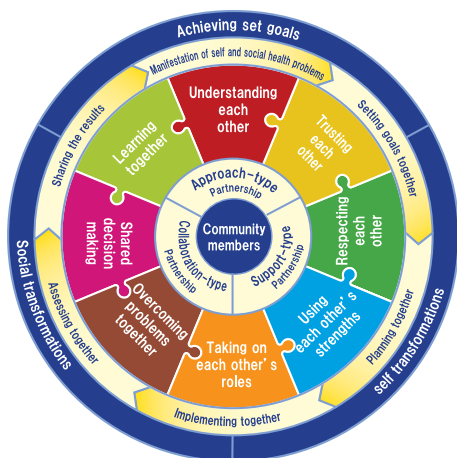 Achieving set goals
Manifestation of self and social health problems
Setting goals together
Planning together
Implementing together
Assessing together
Sharing the results
self transformations
Social transformations
Understanding
each
other
Trusting
each
other
Respecting
each
other
Using
each other's
strengths
Taking on
each other's
roles
Overcoming
problems
together
Shared
decision
making
Learning
together
Approach-type
Partnership
Support-type
Partnership
Collaboration-type
Partnership
Community
members